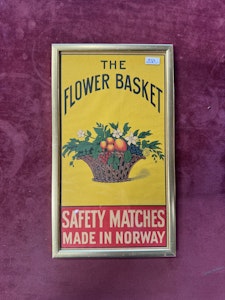 THE
FLOWER BASKET
SAFETY MATCHES
MADE IN NORWAY